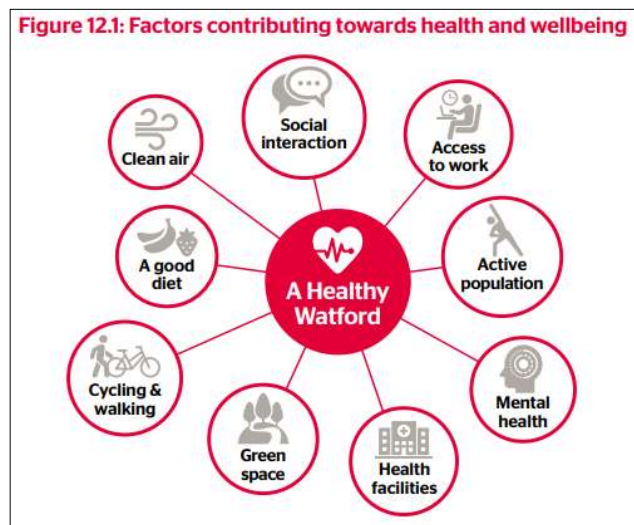 Figure 12.1: Factors contributing towards health and wellbeing
Social
interaction
Access
to work
Active
population
Mental
health
Health
facilities
Green
space
Cycling &
walking
A good
diet
Clean air
A Healthy
Watford